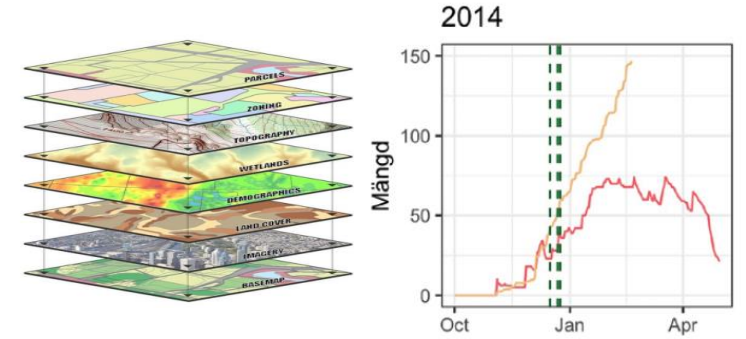 PARCELS
ZONING
TOPOGRAPHY
WETLANDS
DEMOGRAPHICS
LAND COVER
IMAGERY
BASEMAP
2014
Mängd
150
100
50
0
Oct Jan Apr